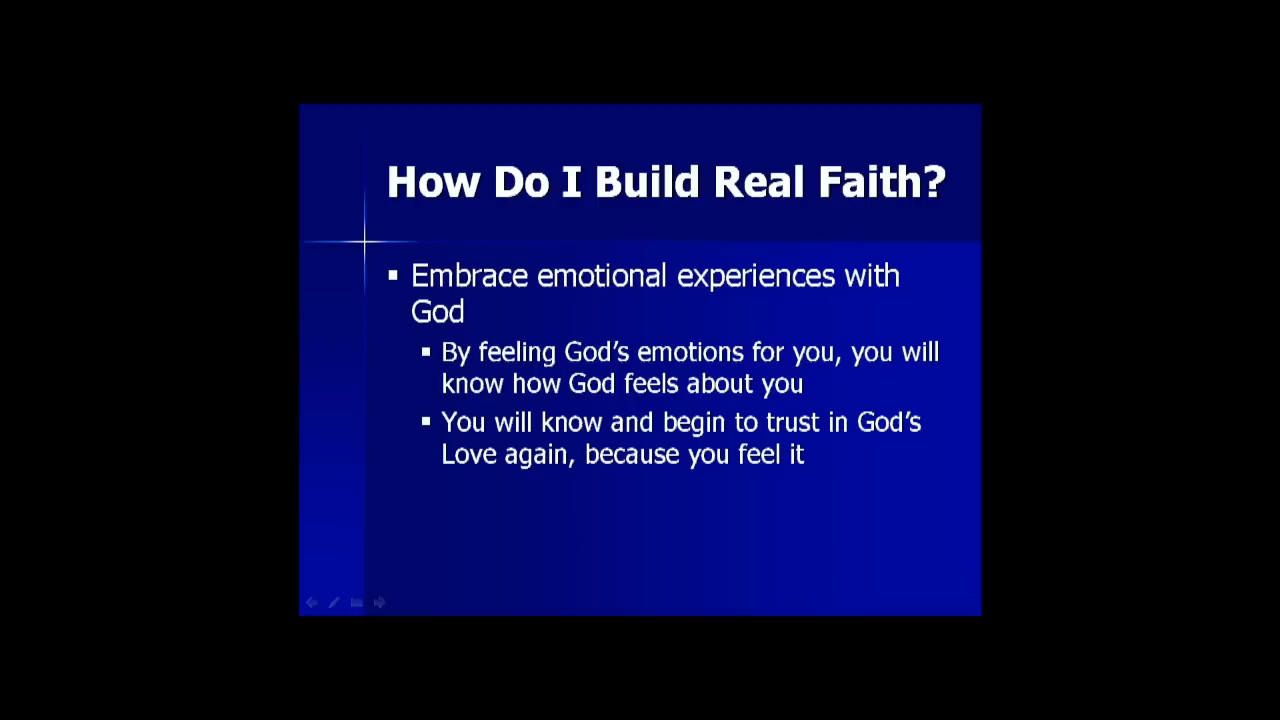 How Do I Build Real Faith?
▪ Embrace emotional experiences with
God
▪ By feeling God's emotions for you, you will
know how God feels about you
▪ You will know and begin to trust in God's
Love again, because you feel it